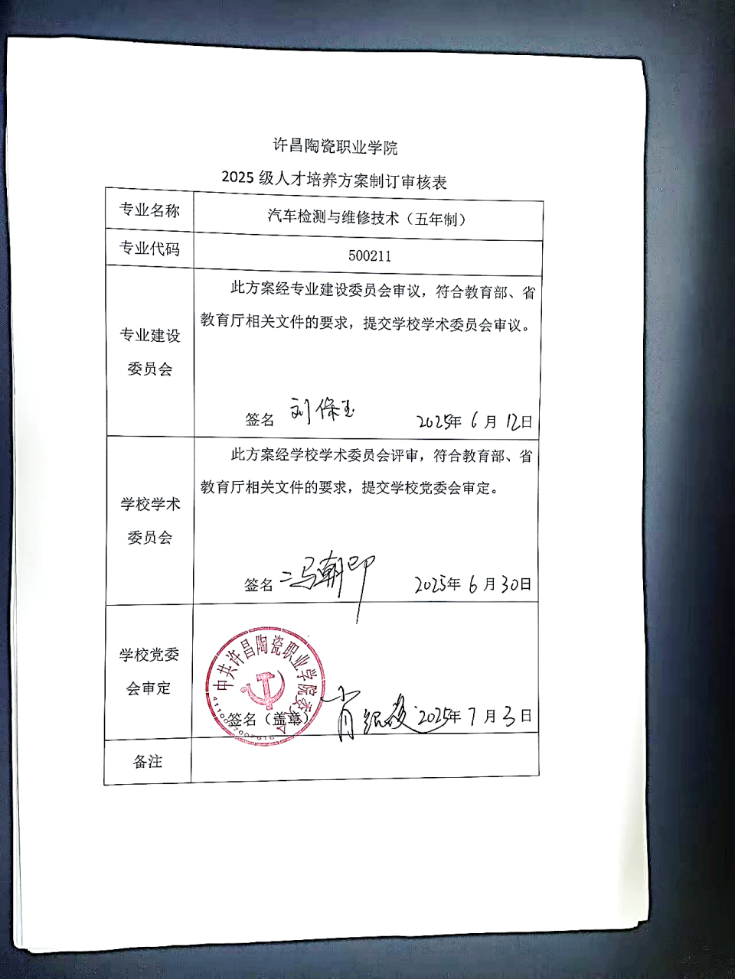 许昌陶瓷职业学院
2025 级人才培养方案制订审核表
专业名称
汽车检测与维修技术（五年制）
专业代码
500211
专业建设
委员会
此方案经专业建设委员会审议，符合教育部、省
教育厅相关文件的要求，提交学校学术委员会审议。
签名 刘保玉 2025年 6 月 12日
学校学术
委员会
此方案经学校学术委员会评审，符合教育部、省
教育厅相关文件的要求，提交学校党委会审定。
签名 2025年 6 月 30日
学校党委
会审定
中共许昌陶瓷职业学院委员会
签名（盖章） 2025年 7 月 3 日
备注